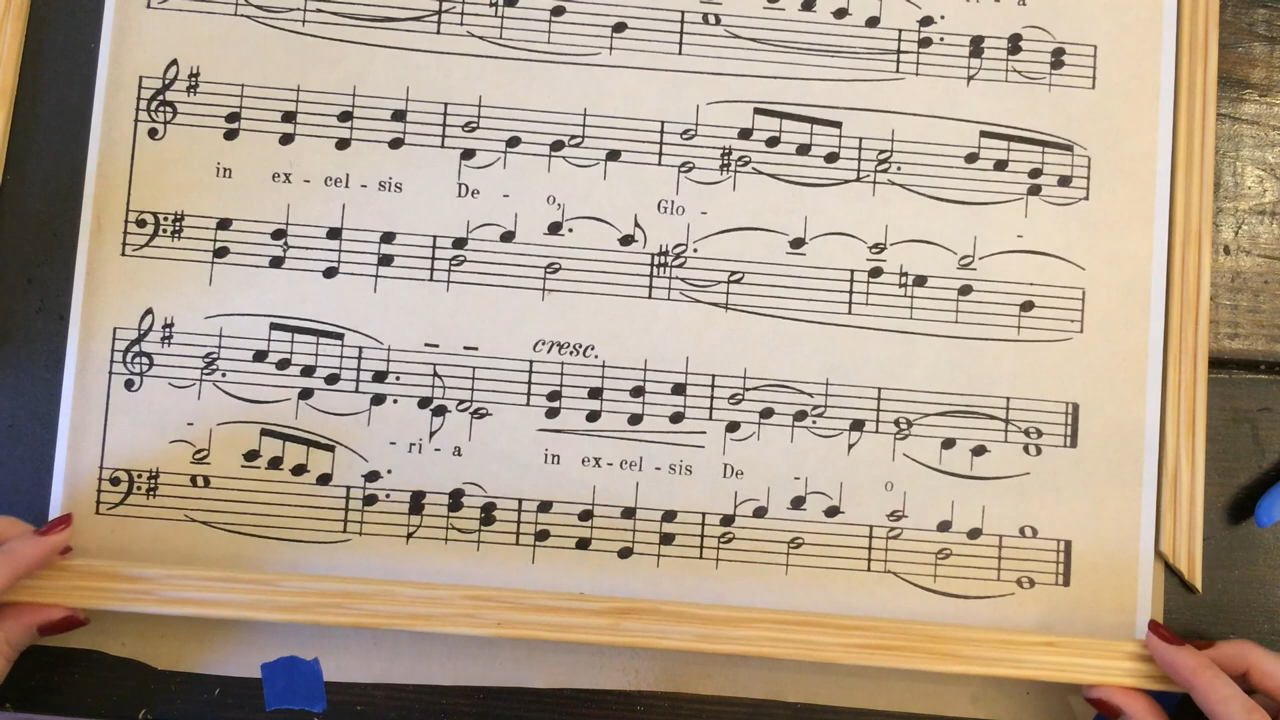 in ex - cel - sis De - o, Glo - -
cresc.
- - ri - a in ex - cel - sis De - o